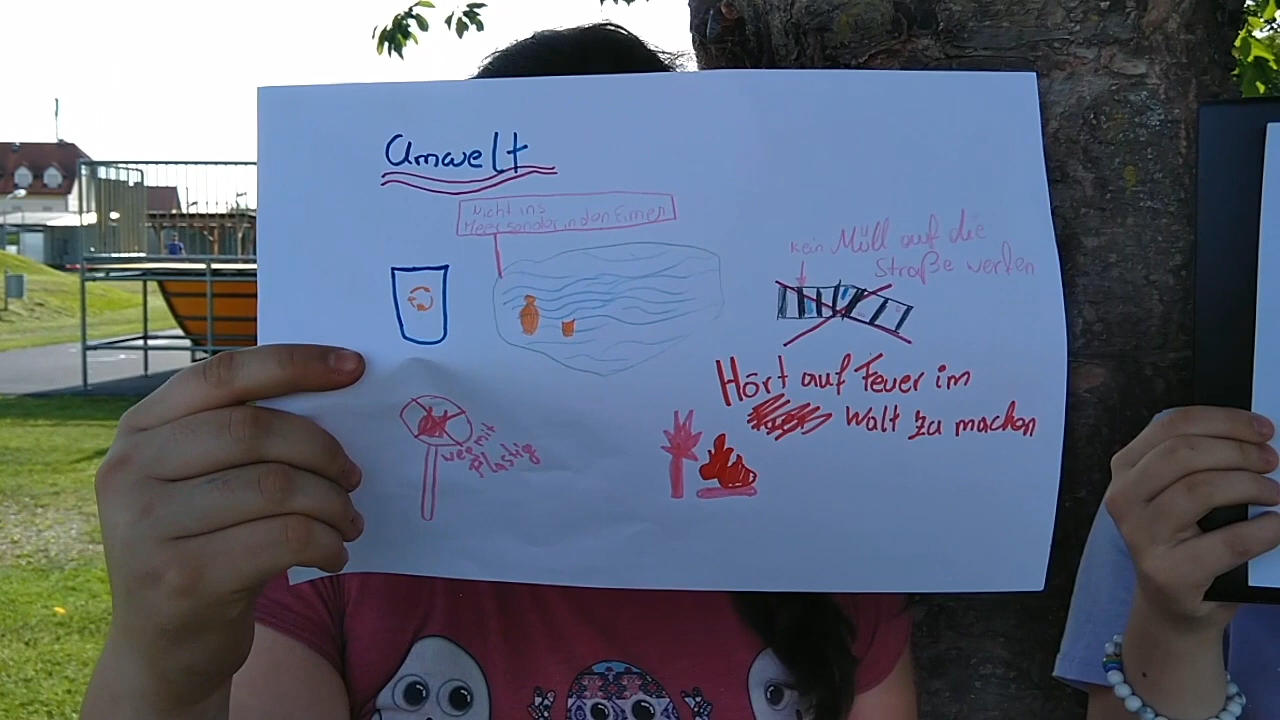 Umwelt
Nicht ins
Meer sonder in den Eimer
kein Müll auf die
Straße werfen
Hört auf Feuer im
Walt zu machen
weg mit
Plastig